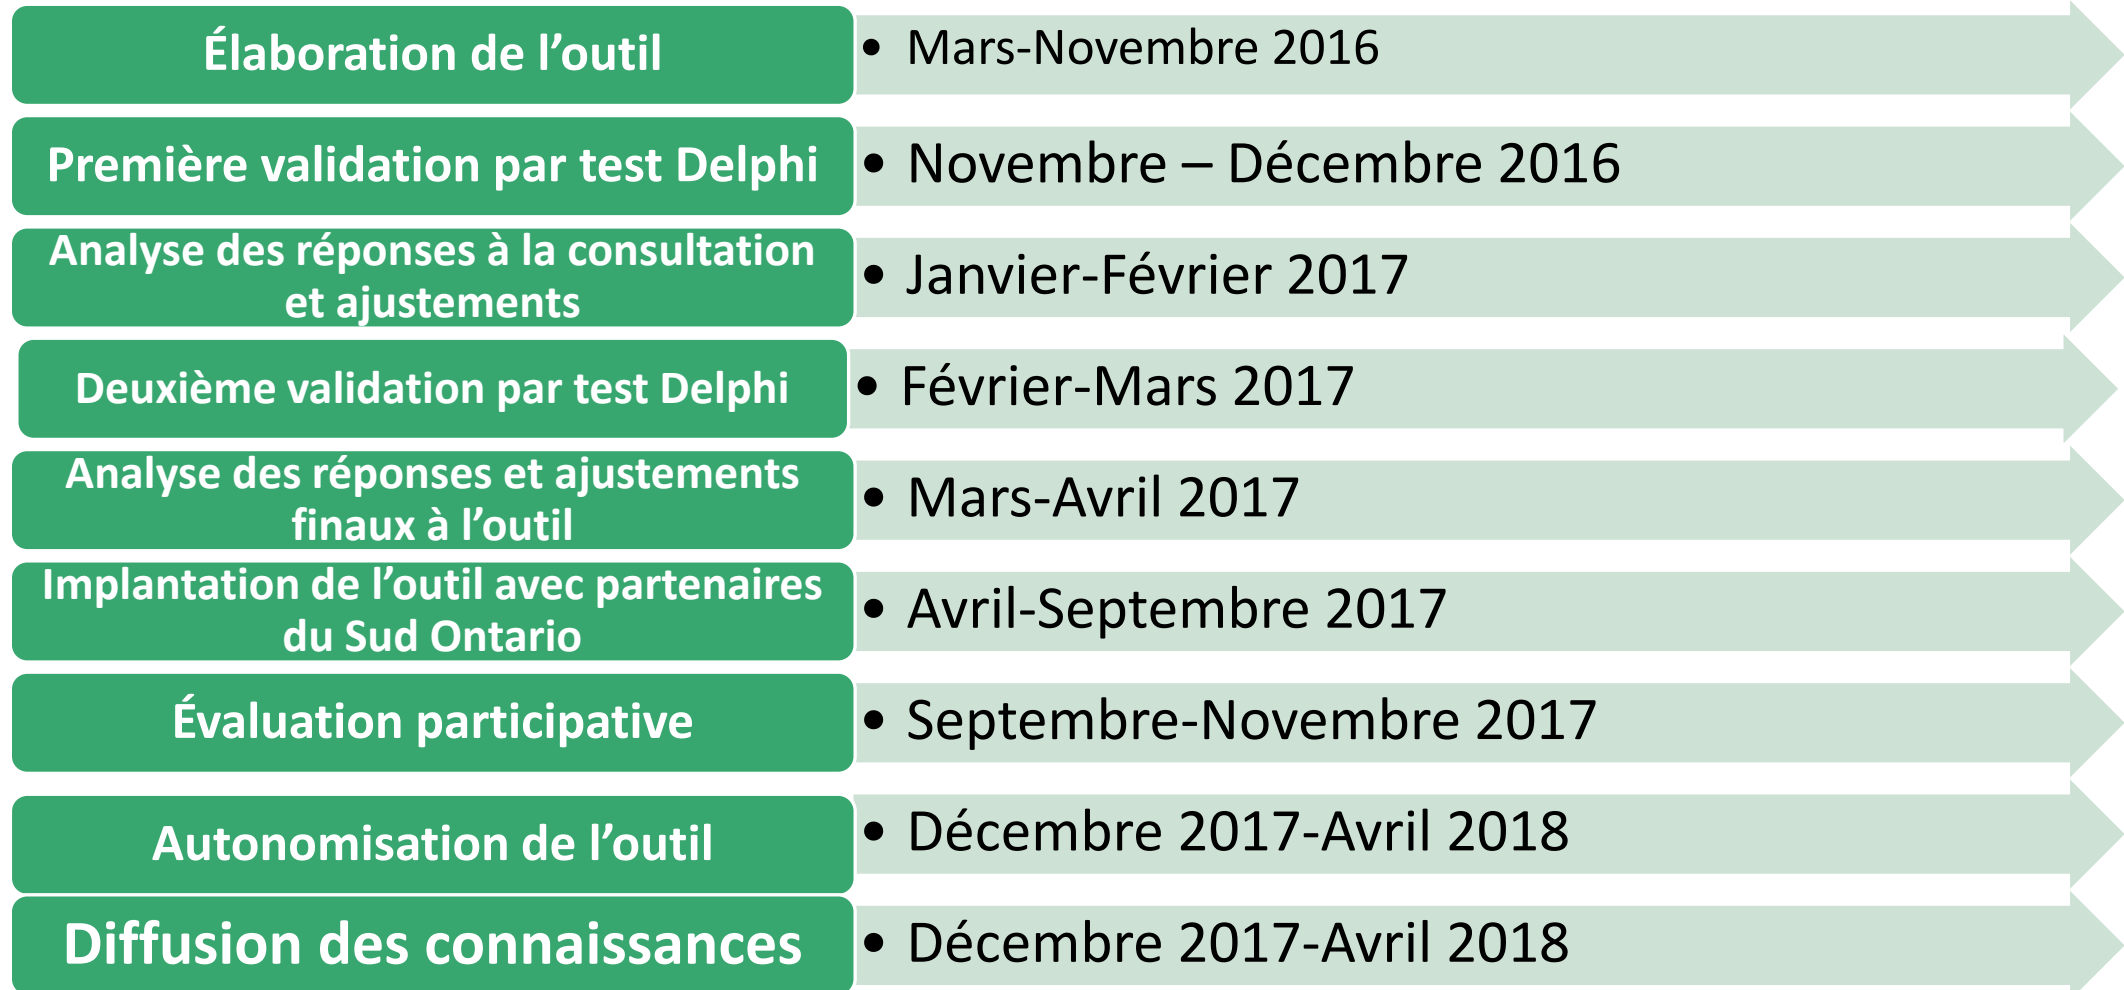 Élaboration de l’outil
• Mars-Novembre 2016
Première validation par test Delphi
• Novembre – Décembre 2016
Analyse des réponses à la consultation
et ajustements
• Janvier-Février 2017
Deuxième validation par test Delphi
• Février-Mars 2017
Analyse des réponses et ajustements
finaux à l’outil
• Mars-Avril 2017
Implantation de l’outil avec partenaires
du Sud Ontario
• Avril-Septembre 2017
Évaluation participative
• Septembre-Novembre 2017
Autonomisation de l’outil
• Décembre 2017-Avril 2018
Diffusion des connaissances
• Décembre 2017-Avril 2018